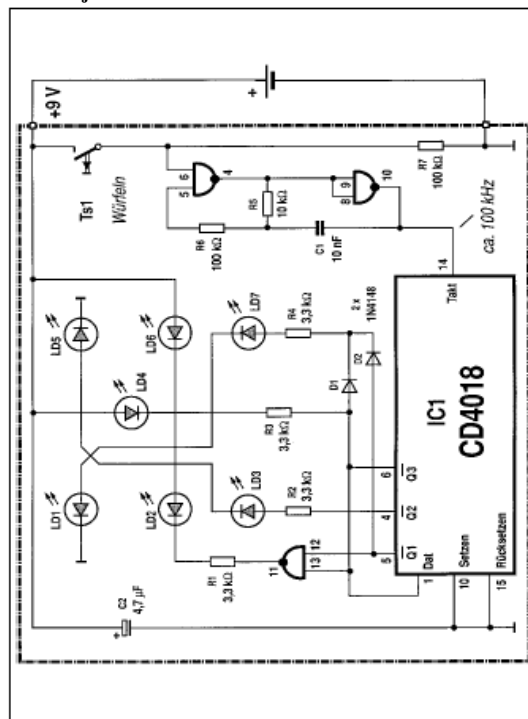 +9 V
+
Ts1
Würfeln
6
5
4
R6
100 kΩ
R5
10 kΩ
C1
10 nF
9
8
10
R7
100 kΩ
ca. 100 kHz
LD5
LD6
LD4
LD7
LD1
LD2
LD3
R4
3,3 kΩ
R3
3,3 kΩ
R2
3,3 kΩ
R1
3,3 kΩ
2 x
1N4148
D1
D2
11
12
13
+
C2
4,7 µF
14
Takt
IC1
CD4018
6
Q3
4
Q2
5
Q1
1
Dat
Setzen
10
Rücksetzen
15